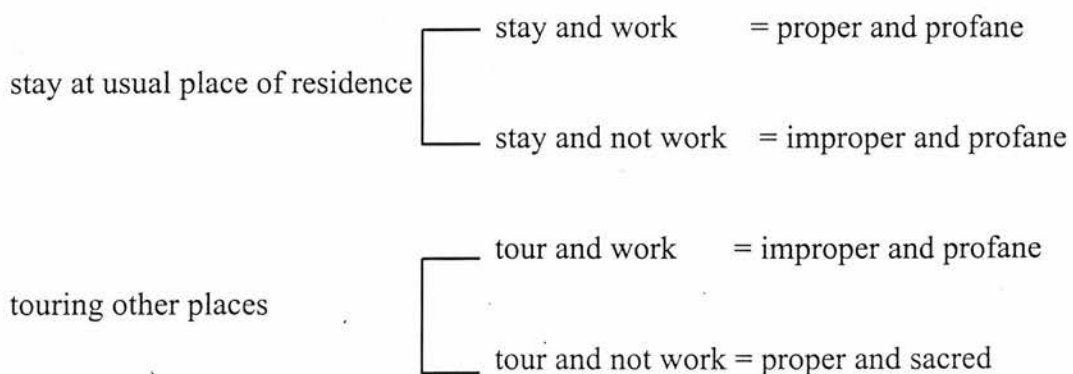 stay and work = proper and profane
stay at usual place of residence
stay and not work = improper and profane
tour and work = improper and profane
touring other places
tour and not work = proper and sacred